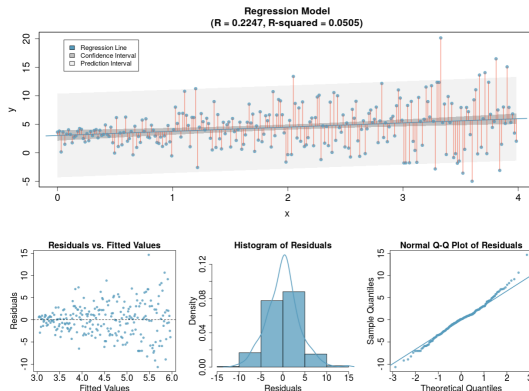 Regression Model
(R = 0.2247, R-squared = 0.0505)
Regression Line
Confidence Interval
Prediction Interval
y
20
15
10
5
0
-5
0 1 2 3 4
x
Residuals vs. Fitted Values
Residuals
15
10
5
0
-5
-10
3.0 3.5 4.0 4.5 5.0 5.5 6.0
Fitted Values
Histogram of Residuals
Density
0.12
0.08
0.04
0.00
-15 -10 -5 0 5 10 15
Residuals
Normal Q-Q Plot of Residuals
Sample Quantiles
15
10
5
0
-5
-10
-3 -2 -1 0 1 2
Theoretical Quantiles